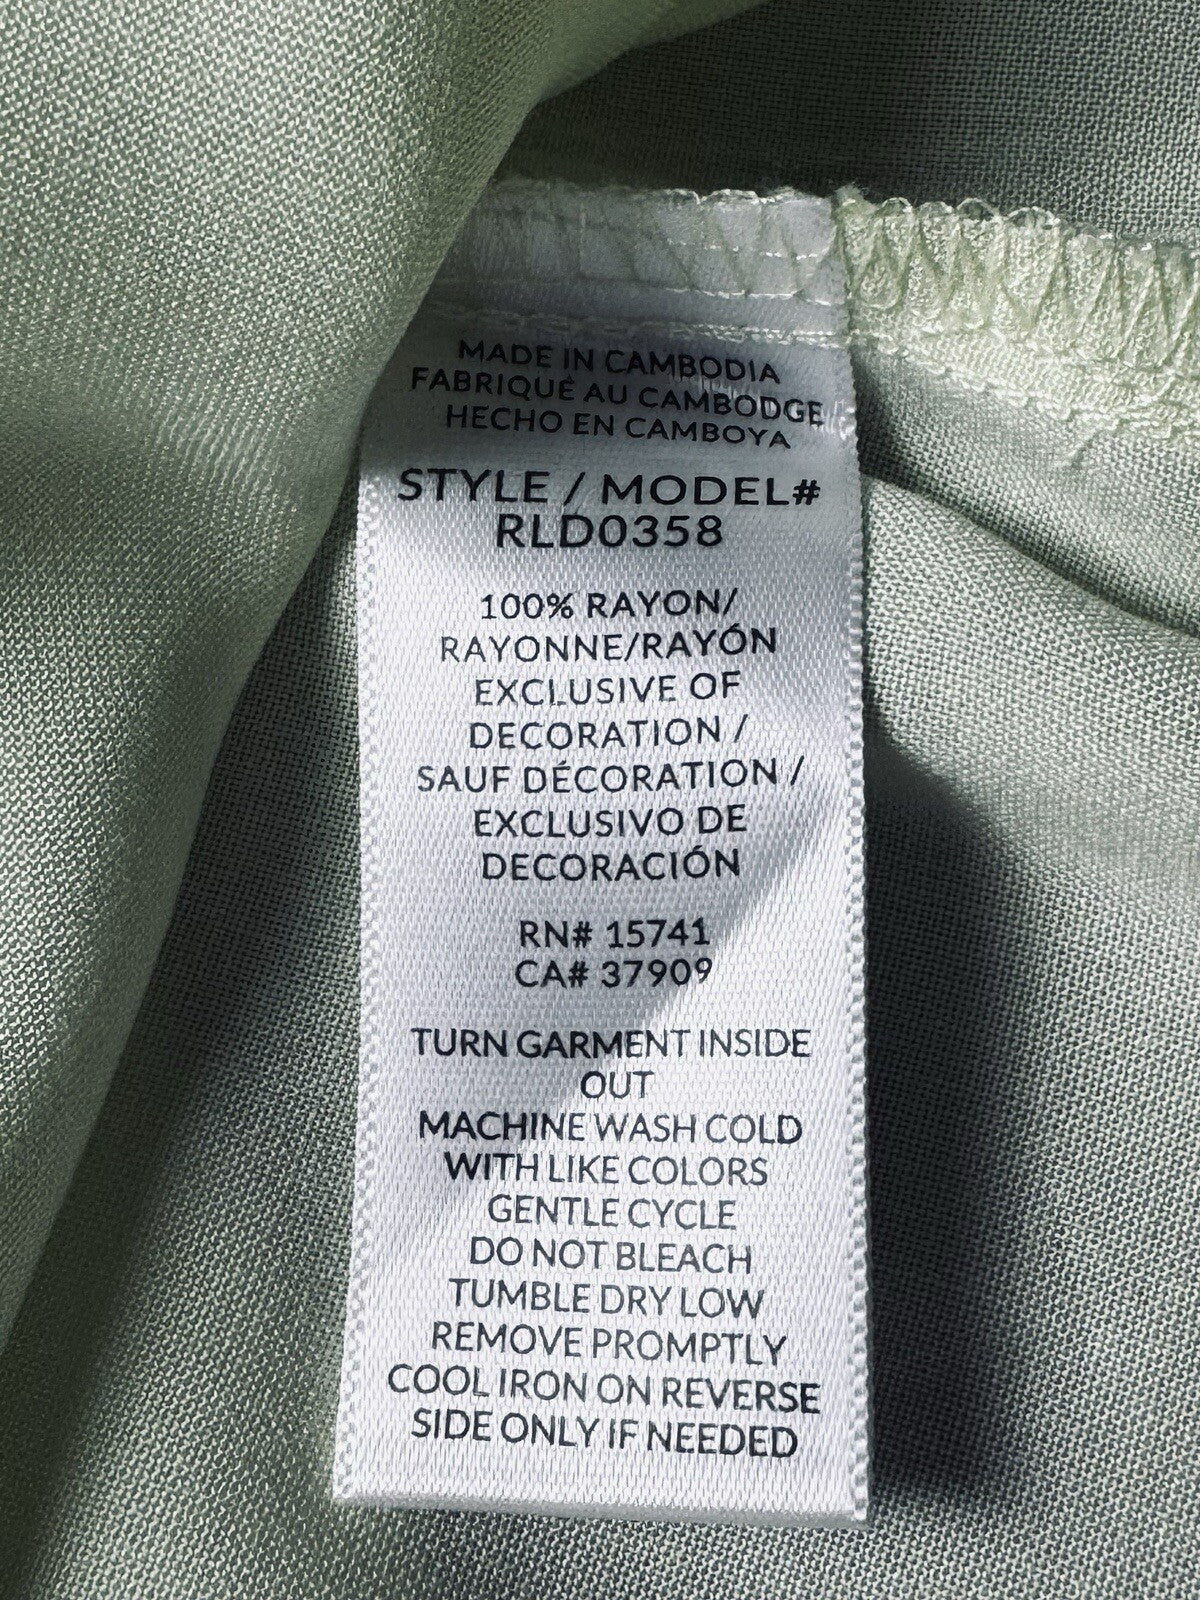 MADE IN CAMBODIA
FABRIQUÉ AU CAMBODGE
HECHO EN CAMBOYA
STYLE / MODEL#
RLD0358
100% RAYON/
RAYONNE/RAYÓN
EXCLUSIVE OF
DECORATION /
SAUF DÉCORATION /
EXCLUSIVO DE
DECORACIÓN
RN# 15741
CA# 37909
TURN GARMENT INSIDE
OUT
MACHINE WASH COLD
WITH LIKE COLORS
GENTLE CYCLE
DO NOT BLEACH
TUMBLE DRY LOW
REMOVE PROMPTLY
COOL IRON ON REVERSE
SIDE ONLY IF NEEDED